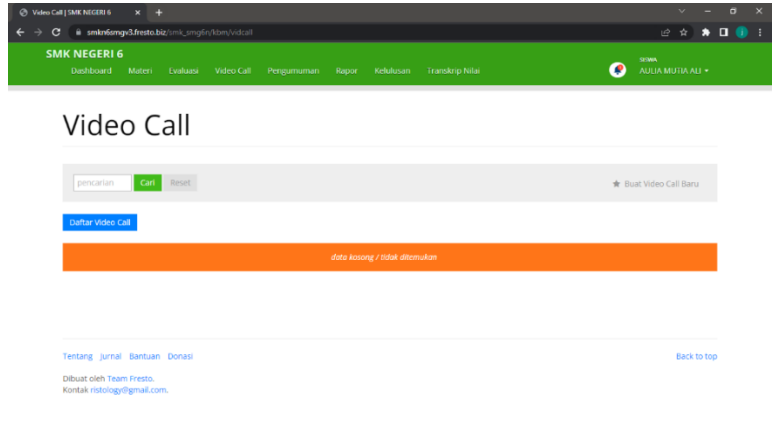 Video Call | SMK NEGERI 6
smkn6smgv3.fresto.biz/smk_smg6n/kbm/vidcall
SMK NEGERI 6
Dashboard Materi Evaluasi Video Call Pengumuman Rapor Kelulusan Transkrip Nilai
SISWA
AULIA MUTIA ALI
Video Call
pencarian Cari Reset Buat Video Call Baru
Daftar Video Call
data kosong / tidak ditemukan
Tentang Jurnal Bantuan Donasi Back to top
Dibuat oleh Team Fresto.
Kontak ristology@gmail.com.